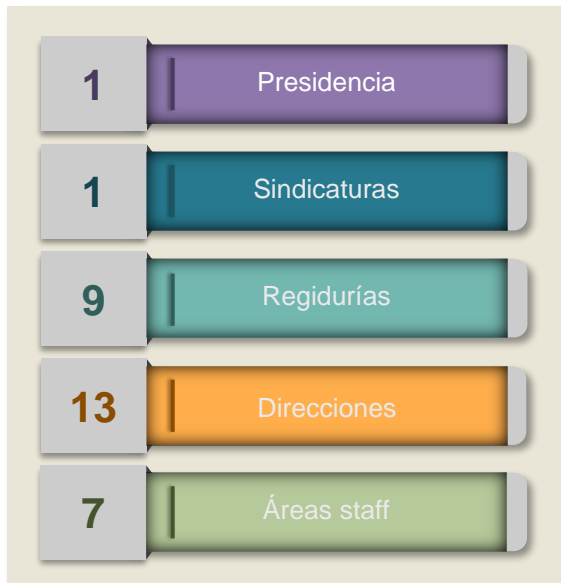 1 Presidencia
1 Sindicaturas
9 Regidurías
13 Direcciones
7 Áreas staff